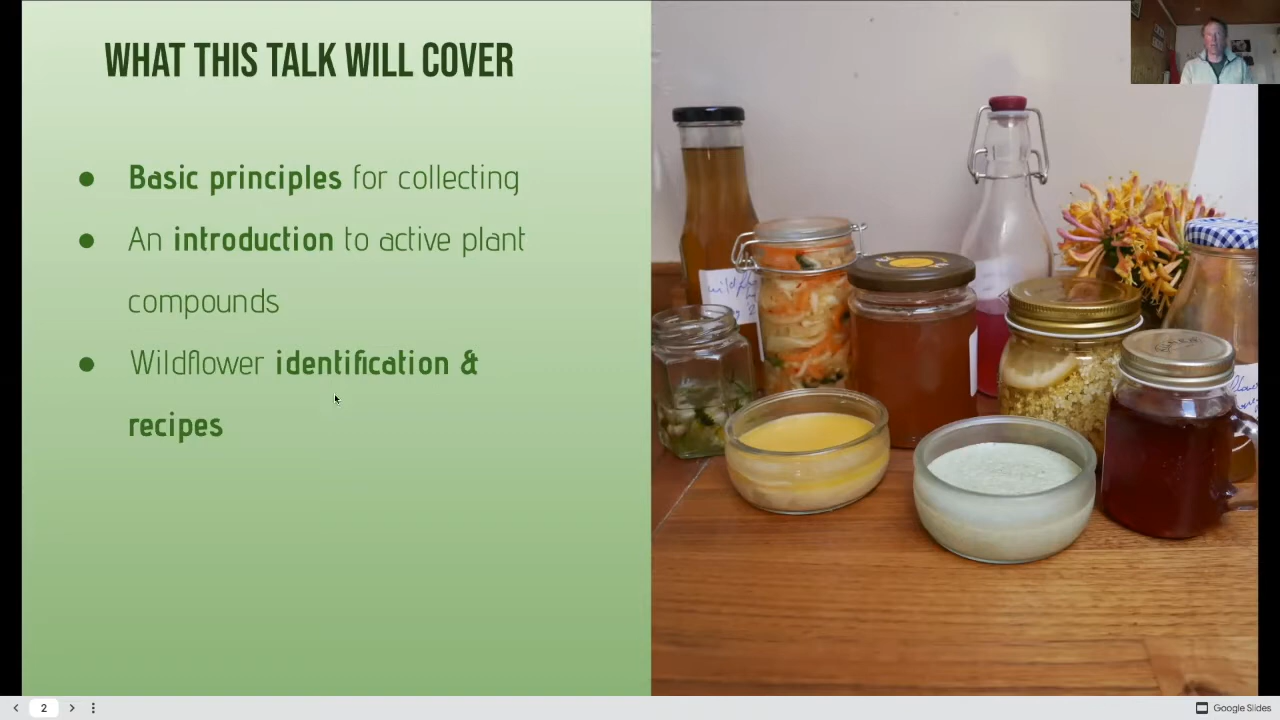 WHAT THIS TALK WILL COVER
● Basic principles for collecting
● An introduction to active plant
compounds
● Wildflower identification &
recipes
2
Google Slides